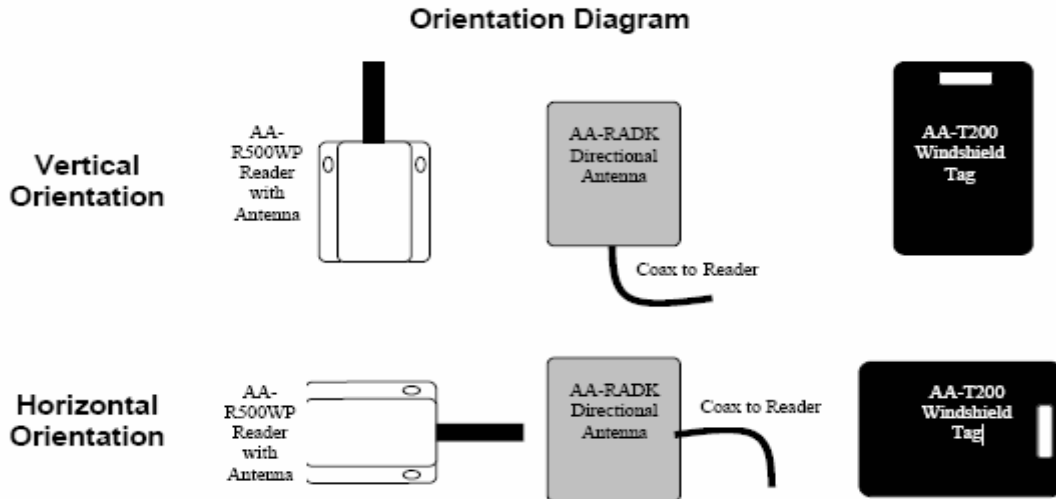 Orientation Diagram
Vertical
Orientation
AA-
R500WP
Reader
with
Antenna
AA-RADK
Directional
Antenna
Coax to Reader
AA-T200
Windshield
Tag
Horizontal
Orientation
AA-
R500WP
Reader
with
Antenna
AA-RADK
Directional
Antenna
Coax to Reader
AA-T200
Windshield
Tag